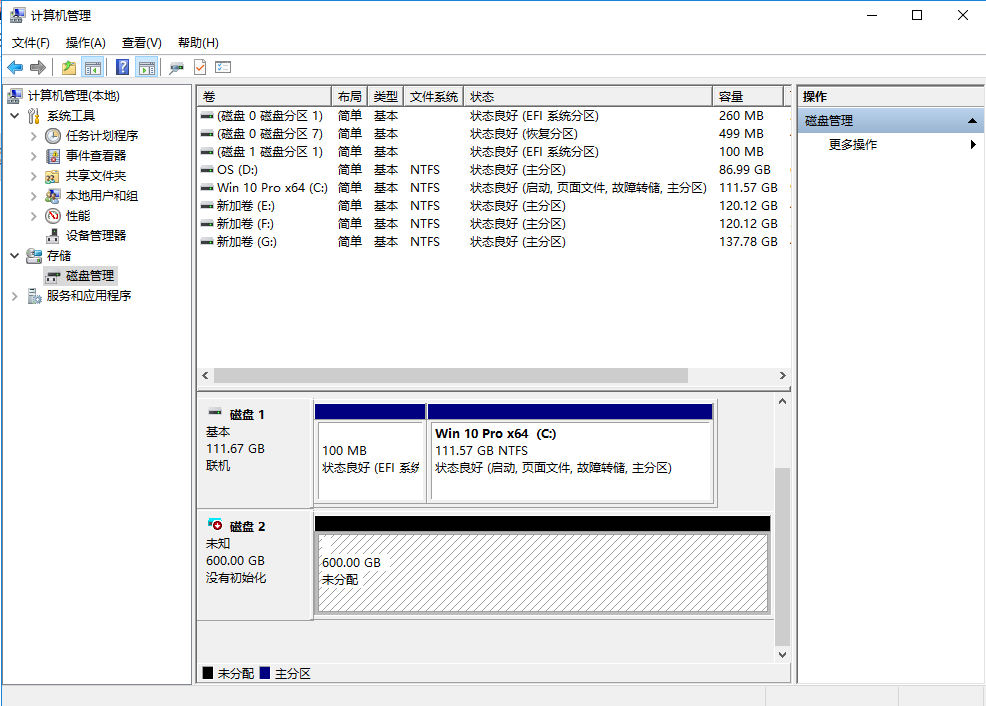 计算机管理
文件(F) 操作(A) 查看(V) 帮助(H)
计算机管理(本地)
系统工具
任务计划程序
事件查看器
共享文件夹
本地用户和组
性能
设备管理器
存储
磁盘管理
服务和应用程序
卷 布局 类型 文件系统 状态 容量
(磁盘 0 磁盘分区 1) 简单 基本 状态良好 (EFI 系统分区) 260 MB
(磁盘 0 磁盘分区 7) 简单 基本 状态良好 (恢复分区) 499 MB
(磁盘 1 磁盘分区 1) 简单 基本 状态良好 (EFI 系统分区) 100 MB
OS (D:) 简单 基本 NTFS 状态良好 (主分区) 86.99 GB
Win 10 Pro x64 (C:) 简单 基本 NTFS 状态良好 (启动, 页面文件, 故障转储, 主分区) 111.57 GB
新加卷 (E:) 简单 基本 NTFS 状态良好 (主分区) 120.12 GB
新加卷 (F:) 简单 基本 NTFS 状态良好 (主分区) 120.12 GB
新加卷 (G:) 简单 基本 NTFS 状态良好 (主分区) 137.78 GB
磁盘 1
基本
111.67 GB
联机
100 MB
状态良好 (EFI 系统
Win 10 Pro x64 (C:)
111.57 GB NTFS
状态良好 (启动, 页面文件, 故障转储, 主分区)
磁盘 2
未知
600.00 GB
没有初始化
600.00 GB
未分配
未分配 主分区
操作
磁盘管理
更多操作